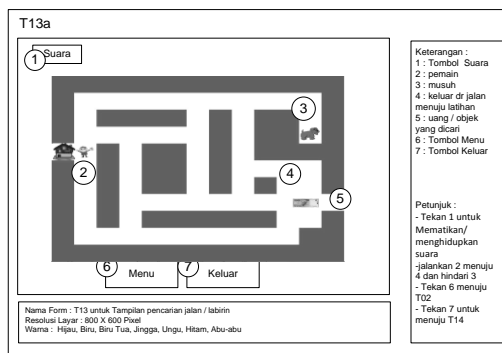 T13a
Suara
1
2
3
4
5
6
Menu
7
Keluar
Keterangan :
1 : Tombol  Suara
2 : pemain
3 : musuh
4 : keluar dr jalan
menuju latihan
5 : uang / objek
yang dicari
6 : Tombol Menu
7 : Tombol Keluar
Petunjuk :
- Tekan 1 untuk
Mematikan/
menghidupkan
suara
-jalankan 2 menuju
4 dan hindari 3
- Tekan 6 menuju
T02
- Tekan 7 untuk
menuju T14
Nama Form : T13 untuk Tampilan pencarian jalan / labirin
Resolusi Layar : 800 X 600 Pixel
Warna : Hijau, Biru, Biru Tua, Jingga, Ungu, Hitam, Abu-abu